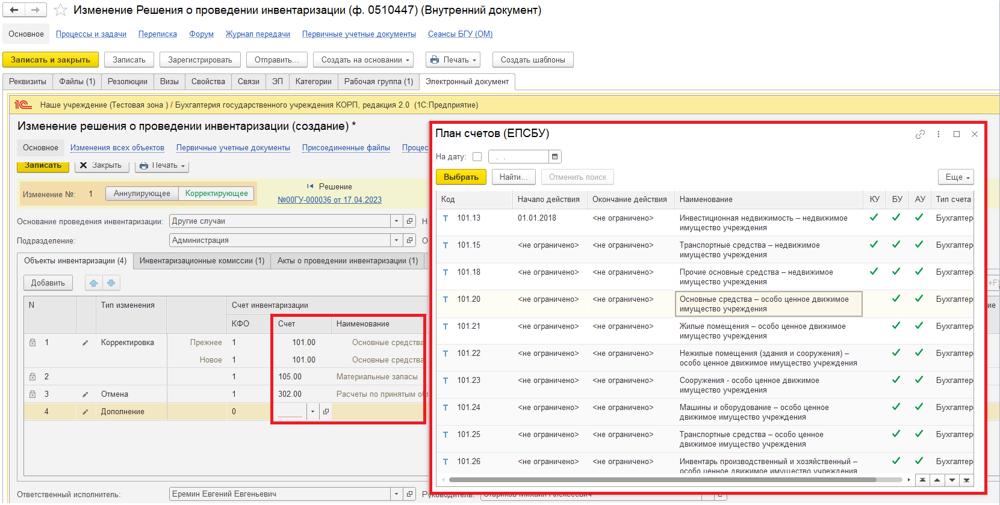 Изменение Решения о проведении инвентаризации (ф. 0510447) (Внутренний документ)
Основное Процессы и задачи Переписка Форум Журнал передачи Первичные учетные документы Сеансы БГУ (ОМ)
Записать и закрыть Записать Зарегистрировать Отправить... Создать на основании Печать Создать шаблоны
Реквизиты Файлы (1) Резолюции Визы Свойства Связи ЭП Категории Рабочая группа (1) Электронный документ
1С Наше учреждение (Тестовая зона ) / Бухгалтерия государственного учреждения КОРП, редакция 2.0 (1С:Предприятие)
Изменение решения о проведении инвентаризации (создание) *
Основное Изменения всех объектов Первичные учетные документы Присоединенные файлы Процес
Записать Закрыть Печать
Изменение №: 1 Аннулирующее Корректирующее
Решение
№00ГУ-000036 от 17.04.2023
Основание проведения инвентаризации: Другие случаи Н
Подразделение: Администрация О
Объекты инвентаризации (4) Инвентаризационные комиссии (1) Акты о проведении инвентаризации (1)
Добавить
+F)
N Тип изменения Счет инвентаризации
ие
КФО Счет Наименование
1 Корректировка Прежнее 1 101.00 Основные средства
Новое 1 101.00 Основные средства
2 1 105.00 Материальные запасы
3 Отмена 1 302.00 Расчеты по принятым обя
4 Дополнение 0
Ответственный исполнитель: Еремин Евгений Евгеньевич Руководитель: Стариков Михаил Алексеевич
План счетов (ЕПСБУ)
На дату: . .
Выбрать Найти... Отменить поиск Еще
Код Начало действия Окончание действия Наименование КУ БУ АУ Тип счета
101.13 01.01.2018 <не ограничено> Инвестиционная недвижимость – недвижимое Бухгалтер
имущество учреждения
101.15 <не ограничено> <не ограничено> Транспортные средства – недвижимое Бухгалтер
имущество учреждения
101.18 <не ограничено> <не ограничено> Прочие основные средства – недвижимое Бухгалтер
имущество учреждения
101.20 <не ограничено> <не ограничено> Основные средства – особо ценное движимое Бухгалтер
имущество учреждения
101.21 <не ограничено> <не ограничено> Жилые помещения – особо ценное движимое Бухгалтер
имущество учреждения
101.22 <не ограничено> <не ограничено> Нежилые помещения (здания и сооружения) – Бухгалтер
особо ценное движимое имущество учреждения
101.23 <не ограничено> <не ограничено> Сооружения - особо ценное движимое Бухгалтер
имущество учреждения
101.24 <не ограничено> <не ограничено> Машины и оборудование – особо ценное Бухгалтер
движимое имущество учреждения
101.25 <не ограничено> <не ограничено> Транспортные средства – особо ценное Бухгалтер
движимое имущество учреждения
101.26 <не ограничено> <не ограничено> Инвентарь производственный и хозяйственный – Бухгалтер
особо ценное движимое имущество учреждения